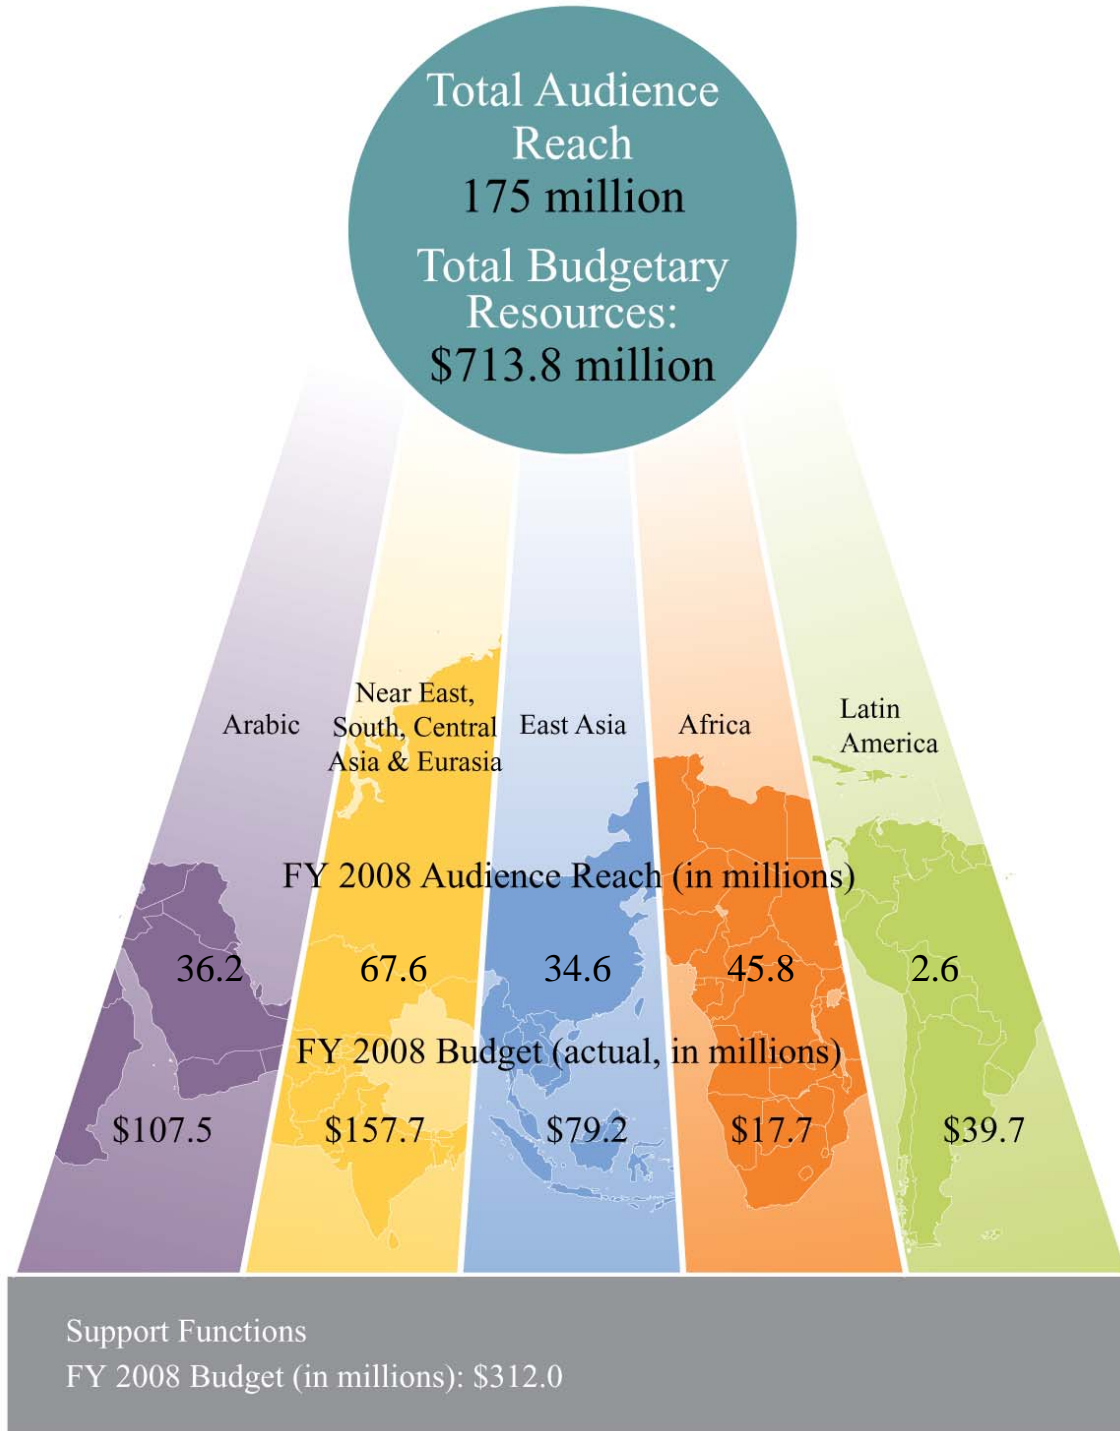 Total Audience
Reach
175 million
Total Budgetary
Resources:
$713.8 million
Arabic
Near East,
South, Central
Asia & Eurasia
East Asia
Africa
Latin
America
FY 2008 Audience Reach (in millions)
36.2 67.6 34.6 45.8 2.6
FY 2008 Budget (actual, in millions)
$107.5 $157.7 $79.2 $17.7 $39.7
Support Functions
FY 2008 Budget (in millions): $312.0